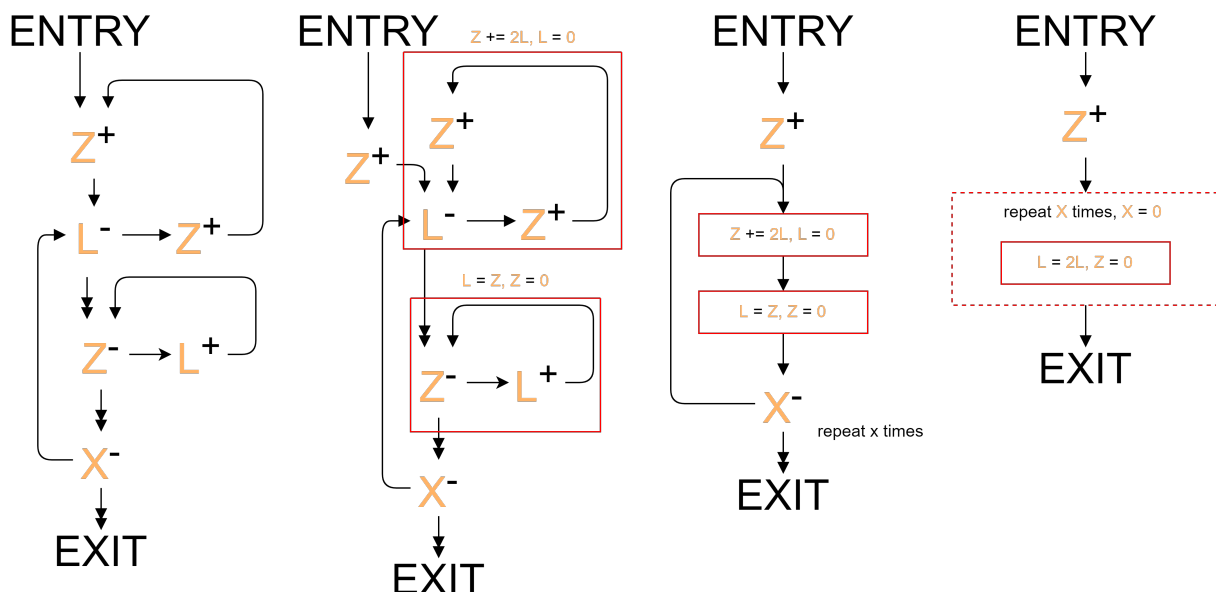 ENTRY
Z+
L-
Z+
Z-
L+
X-
EXIT
ENTRY
Z += 2L, L = 0
Z+
Z+
L-
Z+
L = Z, Z = 0
Z-
L+
X-
EXIT
ENTRY
Z+
Z += 2L, L = 0
L = Z, Z = 0
X-
repeat x times
EXIT
ENTRY
Z+
repeat X times, X = 0
L = 2L, Z = 0
EXIT